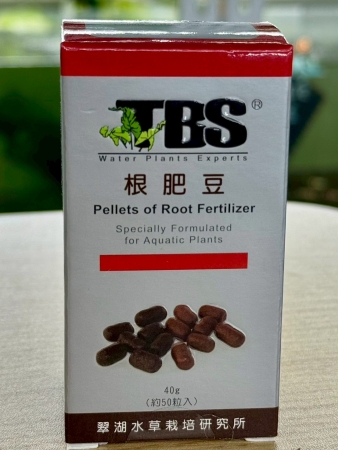 TBS®
Water Plants Experts
根肥豆
Pellets of Root Fertilizer
Specially Formulated
for Aquatic Plants
40g
(約50粒入)
翠湖水草栽培研究所